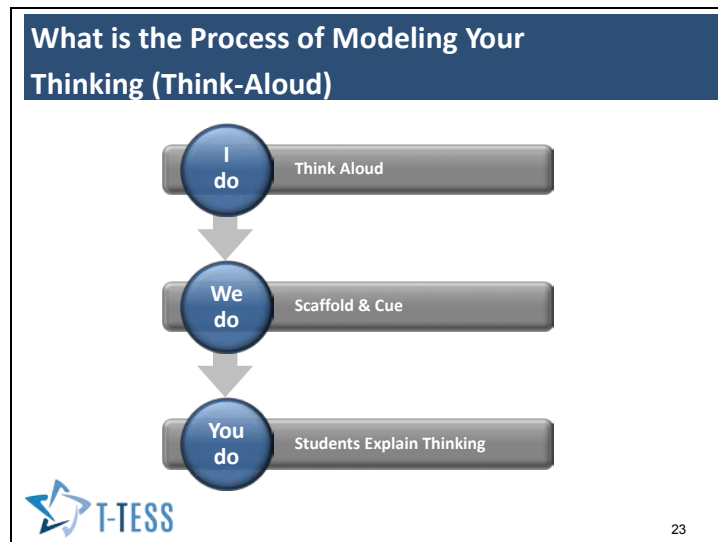 What is the Process of Modeling Your
Thinking (Think-Aloud)
I
do
Think Aloud
We
do
Scaffold & Cue
You
do
Students Explain Thinking
T-TESS
23